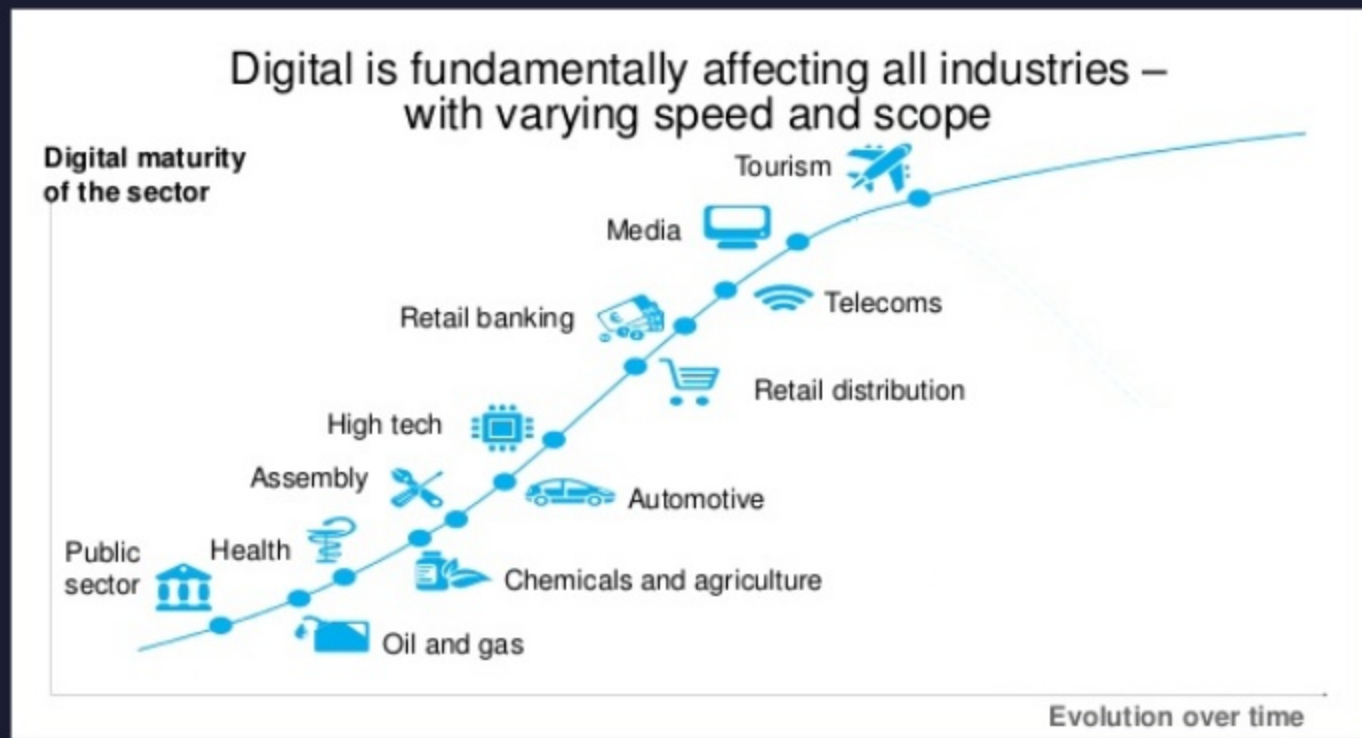 Digital is fundamentally affecting all industries –
with varying speed and scope
Digital maturity
of the sector
Tourism
Media
Telecoms
Retail banking
Retail distribution
High tech
Assembly
Automotive
Public
sector
Health
Chemicals and agriculture
Oil and gas
Evolution over time